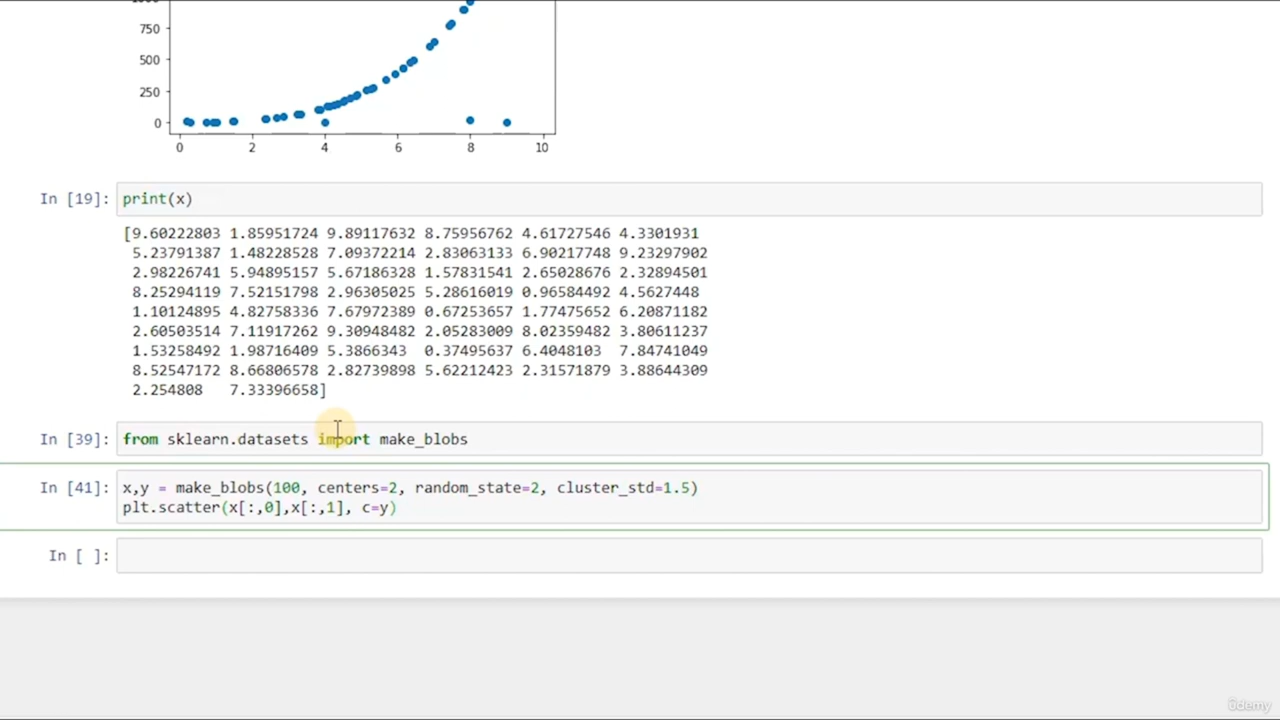 1000
750
500
250
0
0 2 4 6 8 10
In [19]: print(x)
[9.60222803 1.85951724 9.89117632 8.75956762 4.61727546 4.3301931
5.23791387 1.48228528 7.09372214 2.83063133 6.90217748 9.23297902
2.98226741 5.94895157 5.67186328 1.57831541 2.65028676 2.32894501
8.25294119 7.52151798 2.96305025 5.28616019 0.96584492 4.5627448
1.10124895 4.82758336 7.67972389 0.67253657 1.77475652 6.20871182
2.60503514 7.11917262 9.30948482 2.05283009 8.02359482 3.80611237
1.53258492 1.98716409 5.3866343 0.37495637 6.4048103 7.84741049
8.52547172 8.66806578 2.82739898 5.62212423 2.31571879 3.88644309
2.254808 7.33396658]
In [39]: from sklearn.datasets import make_blobs
In [41]: x,y = make_blobs(100, centers=2, random_state=2, cluster_std=1.5)
plt.scatter(x[:,0],x[:,1], c=y)
In [ ]:
ûdemy